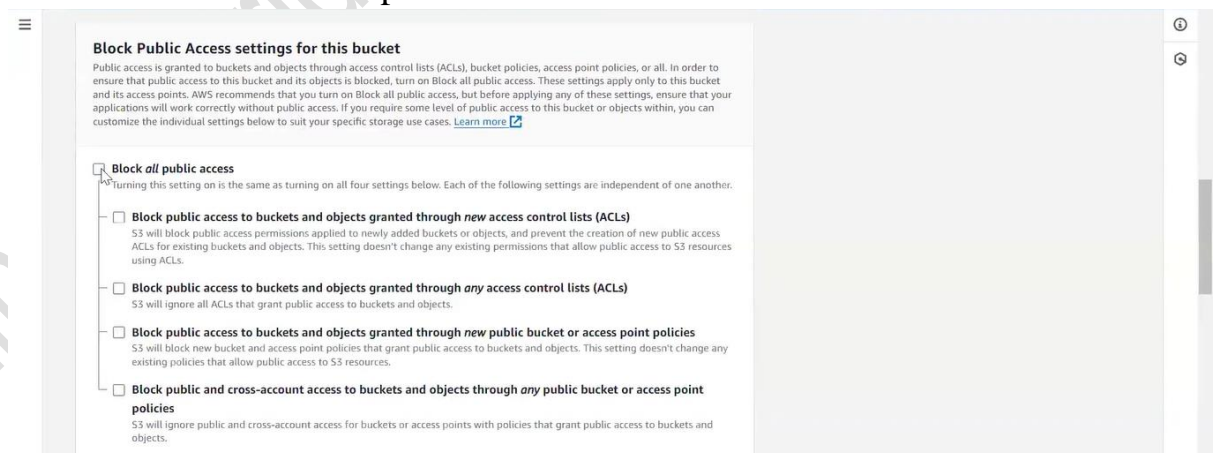 Block Public Access settings for this bucket
Public access is granted to buckets and objects through access control lists (ACLs), bucket policies, access point policies, or all. In order to
ensure that public access to this bucket and its objects is blocked, turn on Block all public access. These settings apply only to this bucket
and its access points. AWS recommends that you turn on Block all public access, but before applying any of these settings, ensure that your
applications will work correctly without public access. If you require some level of public access to this bucket or objects within, you can
customize the individual settings below to suit your specific storage use cases. Learn more
Block all public access
Turning this setting on is the same as turning on all four settings below. Each of the following settings are independent of one another.
Block public access to buckets and objects granted through new access control lists (ACLs)
S3 will block public access permissions applied to newly added buckets or objects, and prevent the creation of new public access
ACLs for existing buckets and objects. This setting doesn't change any existing permissions that allow public access to S3 resources
using ACLs.
Block public access to buckets and objects granted through any access control lists (ACLs)
S3 will ignore all ACLs that grant public access to buckets and objects.
Block public access to buckets and objects granted through new public bucket or access point policies
S3 will block new bucket and access point policies that grant public access to buckets and objects. This setting doesn't change any
existing policies that allow public access to S3 resources.
Block public and cross-account access to buckets and objects through any public bucket or access point
policies
S3 will ignore public and cross-account access for buckets or access points with policies that grant public access to buckets and
objects.